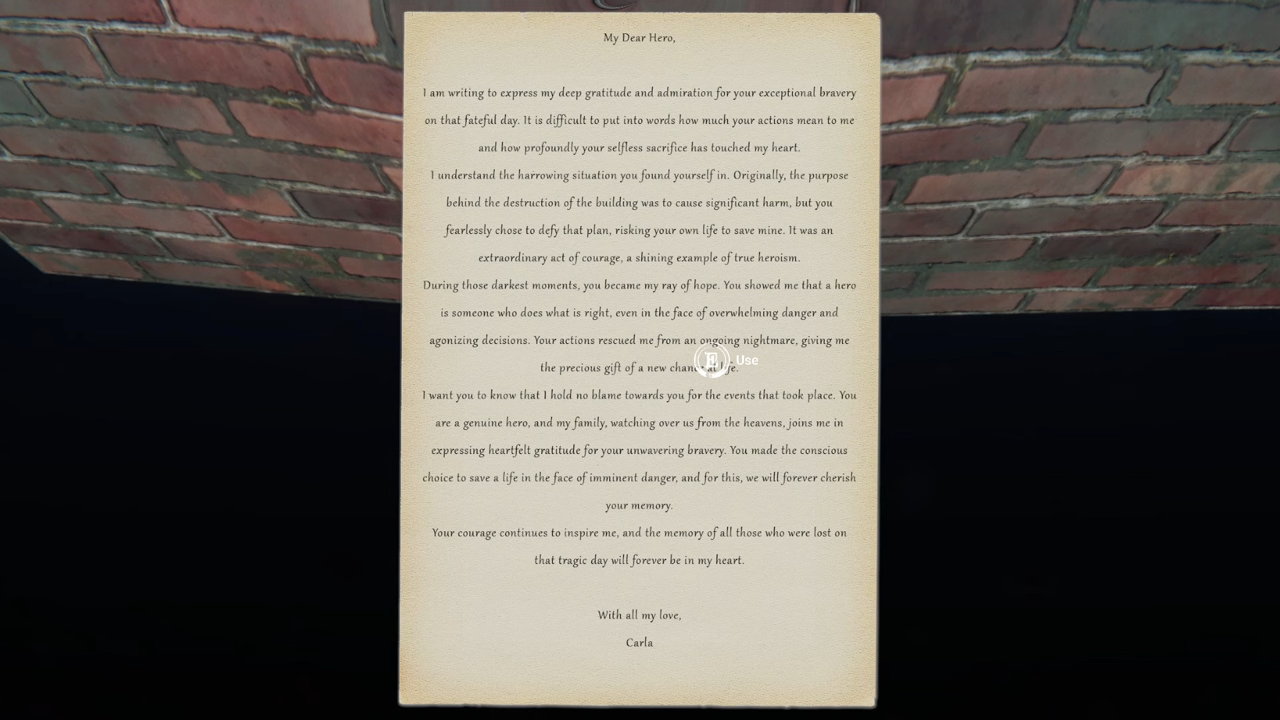 My Dear Hero,
I am writing to express my deep gratitude and admiration for your exceptional bravery
on that fateful day. It is difficult to put into words how much your actions mean to me
and how profoundly your selfless sacrifice has touched my heart.
I understand the harrowing situation you found yourself in. Originally, the purpose
behind the destruction of the building was to cause significant harm, but you
fearlessly chose to defy that plan, risking your own life to save mine. It was an
extraordinary act of courage, a shining example of true heroism.
During those darkest moments, you became my ray of hope. You showed me that a hero
is someone who does what is right, even in the face of overwhelming danger and
agonizing decisions. Your actions rescued me from an ongoing nightmare, giving me
the precious gift of a new chance at life.
E Use
I want you to know that I hold no blame towards you for the events that took place. You
are a genuine hero, and my family, watching over us from the heavens, joins me in
expressing heartfelt gratitude for your unwavering bravery. You made the conscious
choice to save a life in the face of imminent danger, and for this, we will forever cherish
your memory.
Your courage continues to inspire me, and the memory of all those who were lost on
that tragic day will forever be in my heart.
With all my love,
Carla